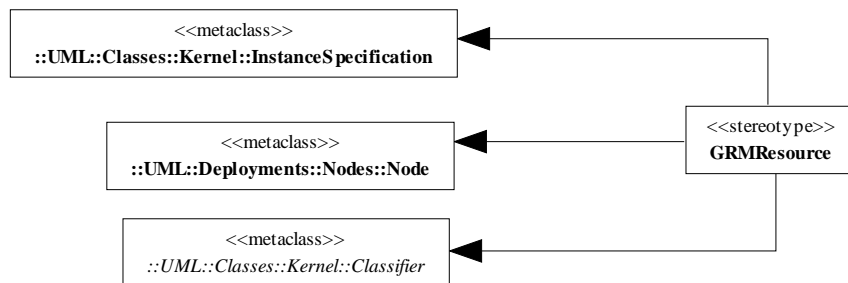 <<metaclass>>
::UML::Classes::Kernel::InstanceSpecification
<<metaclass>>
::UML::Deployments::Nodes::Node
<<stereotype>>
GRMResource
<<metaclass>>
::UML::Classes::Kernel::Classifier